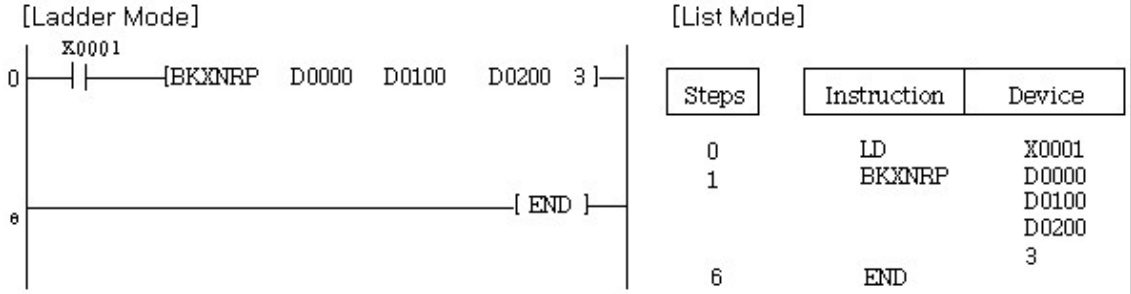 [Ladder Mode]
X0001
0 [BKXNRP D0000 D0100 D0200 3]
6 [ END ]
[List Mode]
Steps Instruction Device
0 LD X0001
1 BKXNRP D0000
D0100
D0200
3
6 END